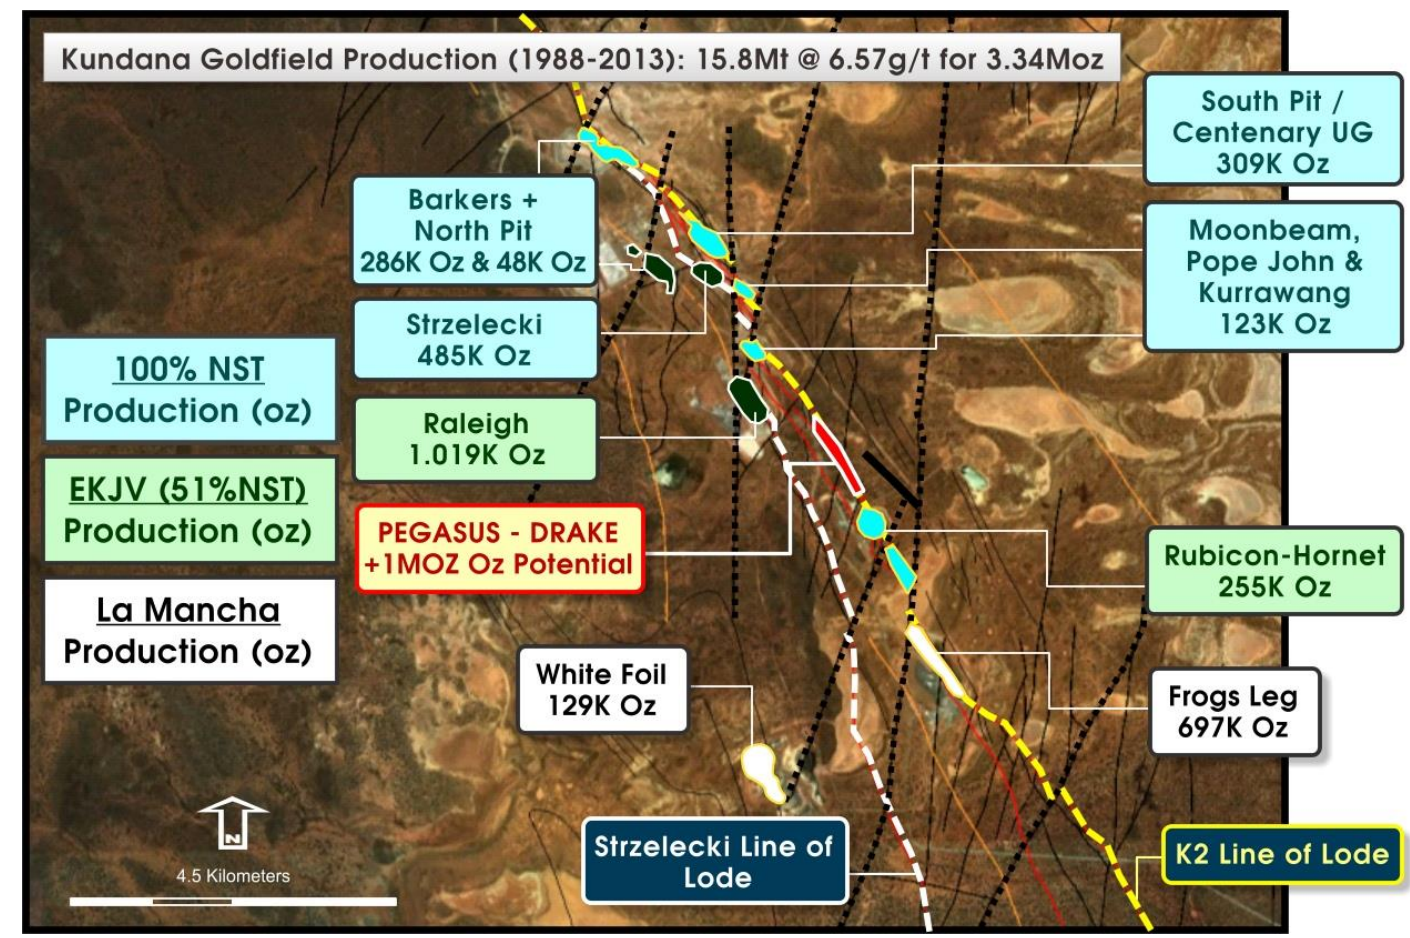 Kundana Goldfield Production (1988-2013): 15.8Mt @ 6.57g/t for 3.34Moz
South Pit /
Centenary UG
309K Oz
Barkers +
North Pit
286K Oz & 48K Oz
Moonbeam,
Pope John &
Kurrawang
123K Oz
Strzelecki
485K Oz
100% NST
Production (oz)
Raleigh
1.019K Oz
EKJV (51%NST)
Production (oz)
PEGASUS - DRAKE
+1MOZ Oz Potential
Rubicon-Hornet
255K Oz
La Mancha
Production (oz)
White Foil
129K Oz
Frogs Leg
697K Oz
N
4.5 Kilometers
Strzelecki Line of
Lode
K2 Line of Lode